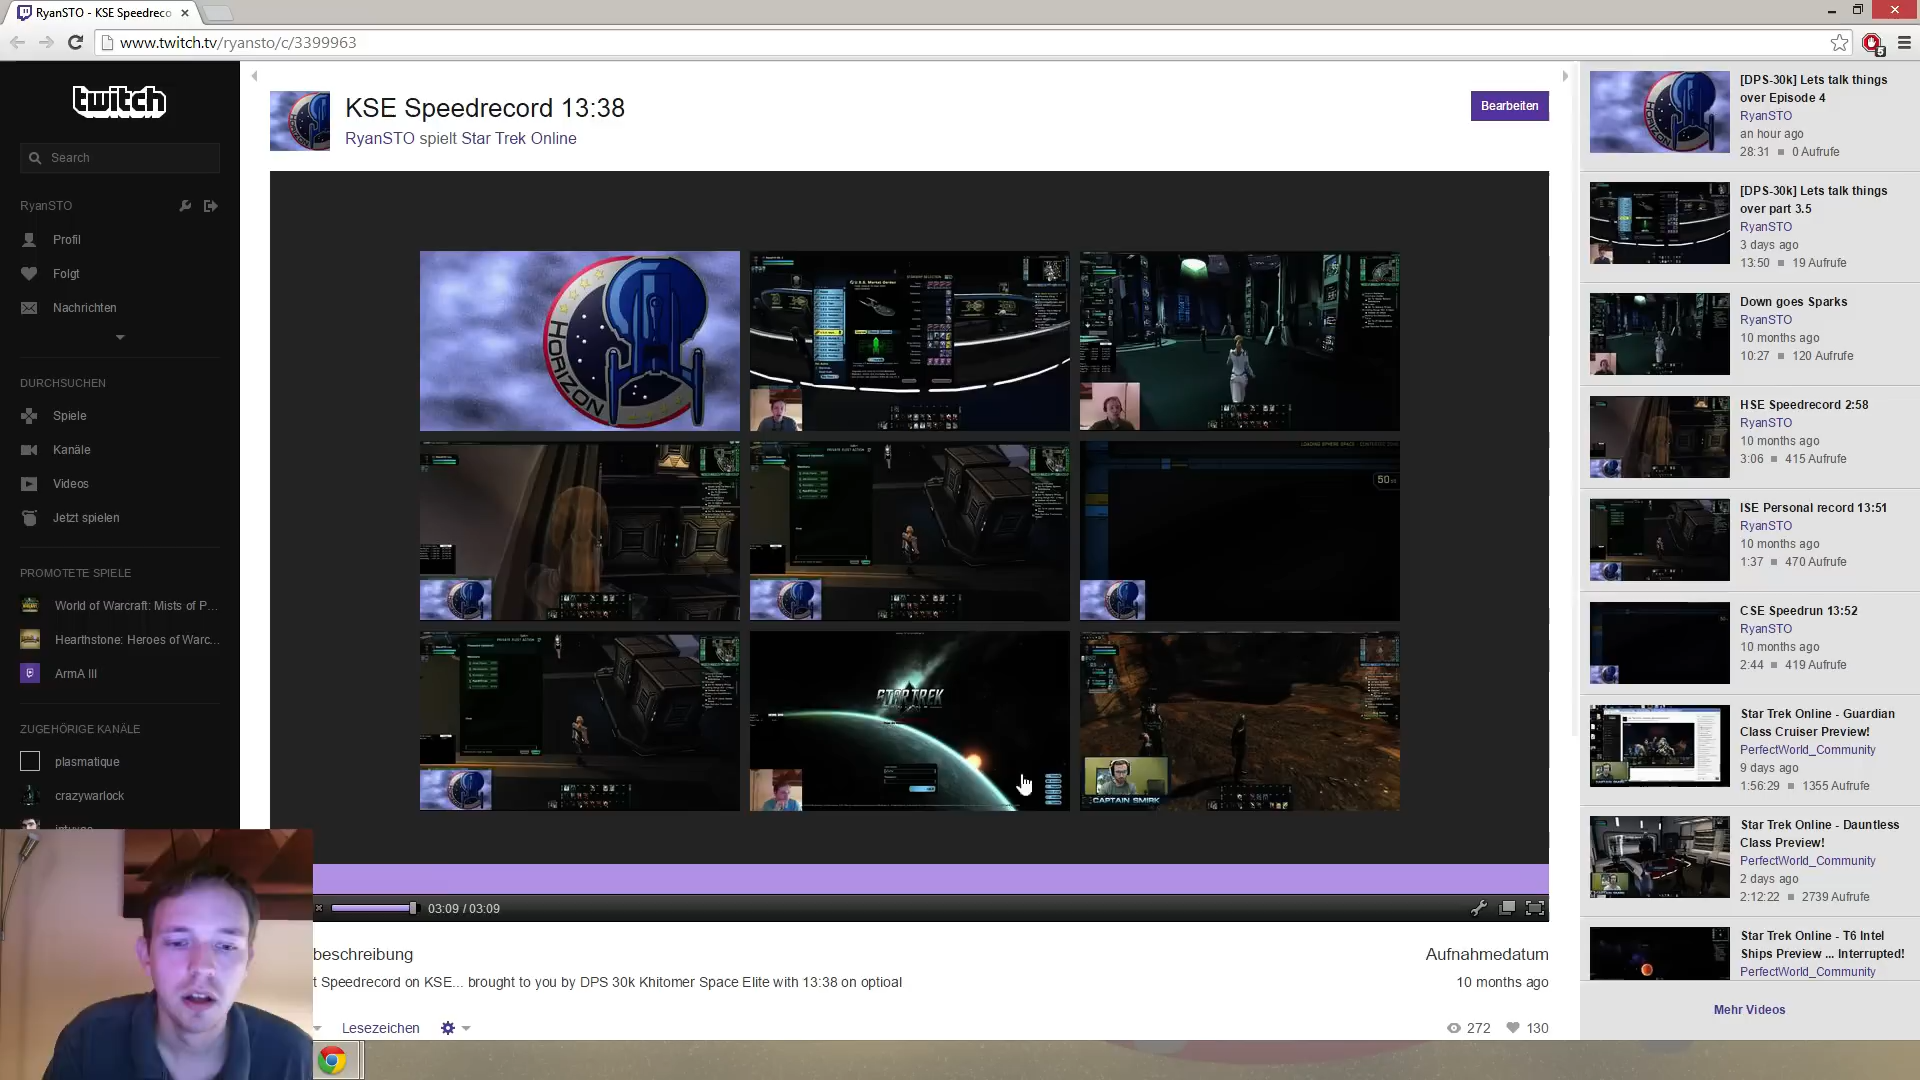 RyanSTO - KSE Speedreco
www.twitch.tv/ryansto/c/3399963
twitch
Search
RyanSTO
Profil
Folgt
Nachrichten
DURCHSUCHEN
Spiele
Kanäle
Videos
Jetzt spielen
PROMOTETE SPIELE
World of Warcraft: Mists of P...
Hearthstone: Heroes of Warc...
ArmA III
ZUGEHÖRIGE KANÄLE
plasmatique
crazywarlock
KSE Speedrecord 13:38
RyanSTO spielt Star Trek Online
Bearbeiten
HORIZON
50
STAR TREK
CAPTAIN SMIRK
03:09 / 03:09
beschreibung
Aufnahmedatum
t Speedrecord on KSE... brought to you by DPS 30k Khitomer Space Elite with 13:38 on optioal
10 months ago
Lesezeichen
272
130
[DPS-30k] Lets talk things
over Episode 4
RyanSTO
an hour ago
28:31 0 Aufrufe
[DPS-30k] Lets talk things
over part 3.5
RyanSTO
3 days ago
13:50 19 Aufrufe
Down goes Sparks
RyanSTO
10 months ago
10:27 120 Aufrufe
HSE Speedrecord 2:58
RyanSTO
10 months ago
3:06 415 Aufrufe
ISE Personal record 13:51
RyanSTO
10 months ago
1:37 470 Aufrufe
CSE Speedrun 13:52
RyanSTO
10 months ago
2:44 419 Aufrufe
Star Trek Online - Guardian
Class Cruiser Preview!
PerfectWorld_Community
9 days ago
1:56:29 1355 Aufrufe
Star Trek Online - Dauntless
Class Preview!
PerfectWorld_Community
2 days ago
2:12:22 2739 Aufrufe
Star Trek Online - T6 Intel
Ships Preview ... Interrupted!
PerfectWorld_Community
Mehr Videos